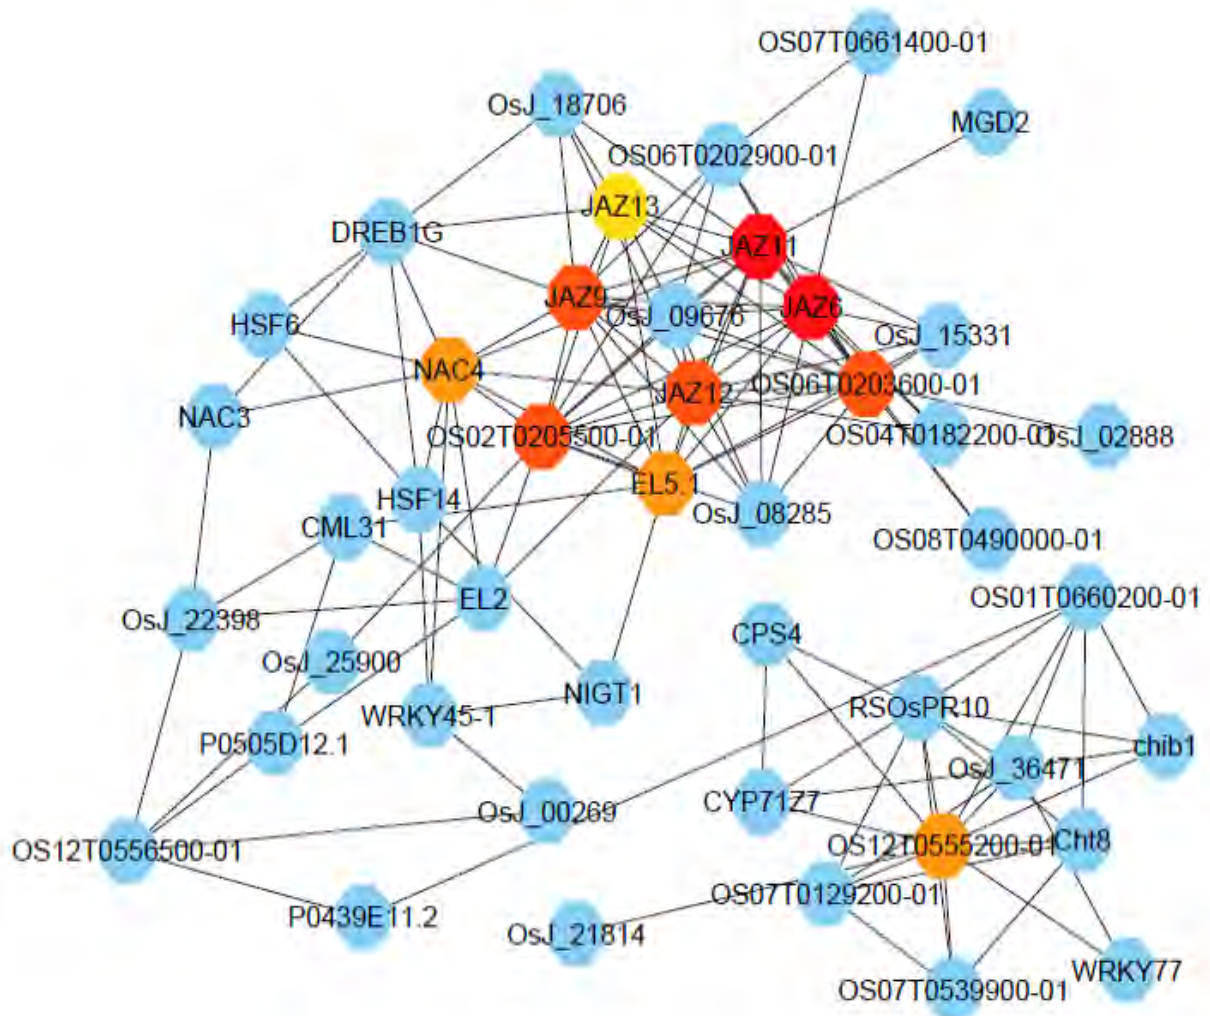 OS07T0661400-01
OsJ_18706
MGD2
OS06T0202900-01
JAZ13
DREB1G
JAZ11
JAZ9
JAZ6
OsJ_09676
HSF6
OsJ_15331
NAC4
JAZ12
OS06T0203600-01
NAC3
OS02T0205500-01
OS04T0182200-01
OsJ_02888
EL5.1
HSF14
OsJ_08285
CML31
OS08T0490000-01
EL2
OS01T0660200-01
OsJ_22398
CPS4
OsJ_25900
NIGT1
RSOsPR10
WRKY45-1
P0505D12.1
chib1
OsJ_36471
CYP71Z7
OsJ_00269
OS12T0556500-01
OS12T0555200-01
Cht8
OS07T0129200-01
P0439E11.2
OsJ_21814
WRKY77
OS07T0539900-01